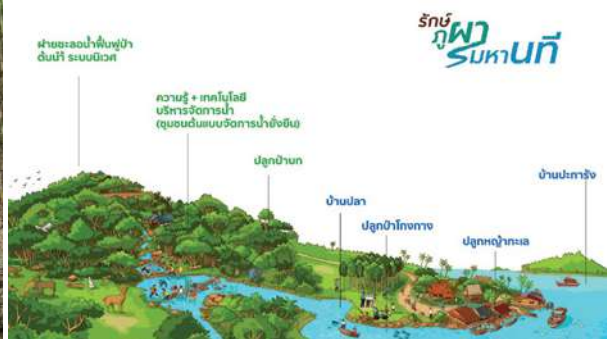 รักษ์
ภูผา
มหานที
ฝายชะลอน้ำฟื้นฟูป่า
ต้นน้ำ ระบบนิเวศ
ความรู้ + เทคโนโลยี
บริหารจัดการน้ำ
(ชุมชนต้นแบบจัดการน้ำยั่งยืน)
ปลูกป่าบก
บ้านปลา
ปลูกป่าโกงกาง
ปลูกหญ้าทะเล
บ้านปะการัง